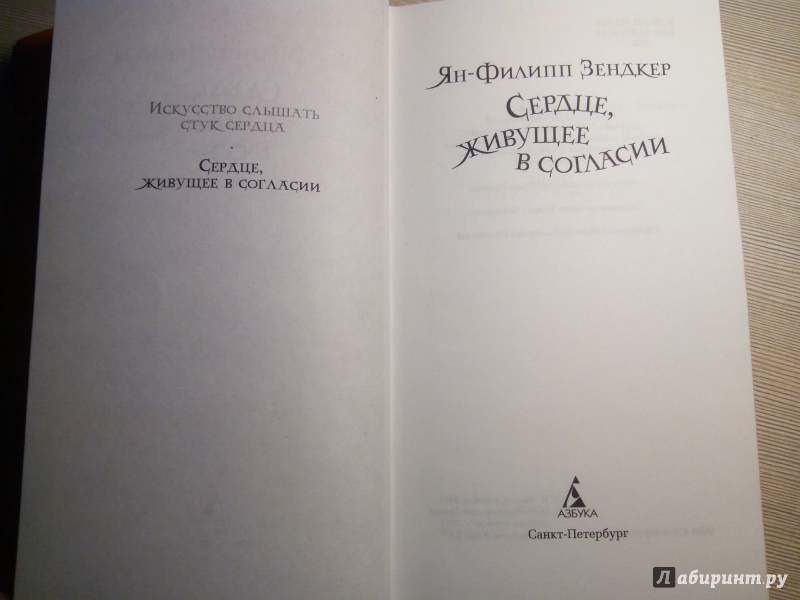 Искусство слышать
стук сердца
·
Сердце,
живущее в согласии
Ян-Филипп Зендкер
Сердце,
живущее
в согласии
АЗБУКА
Санкт-Петербург
Лабиринт.ру